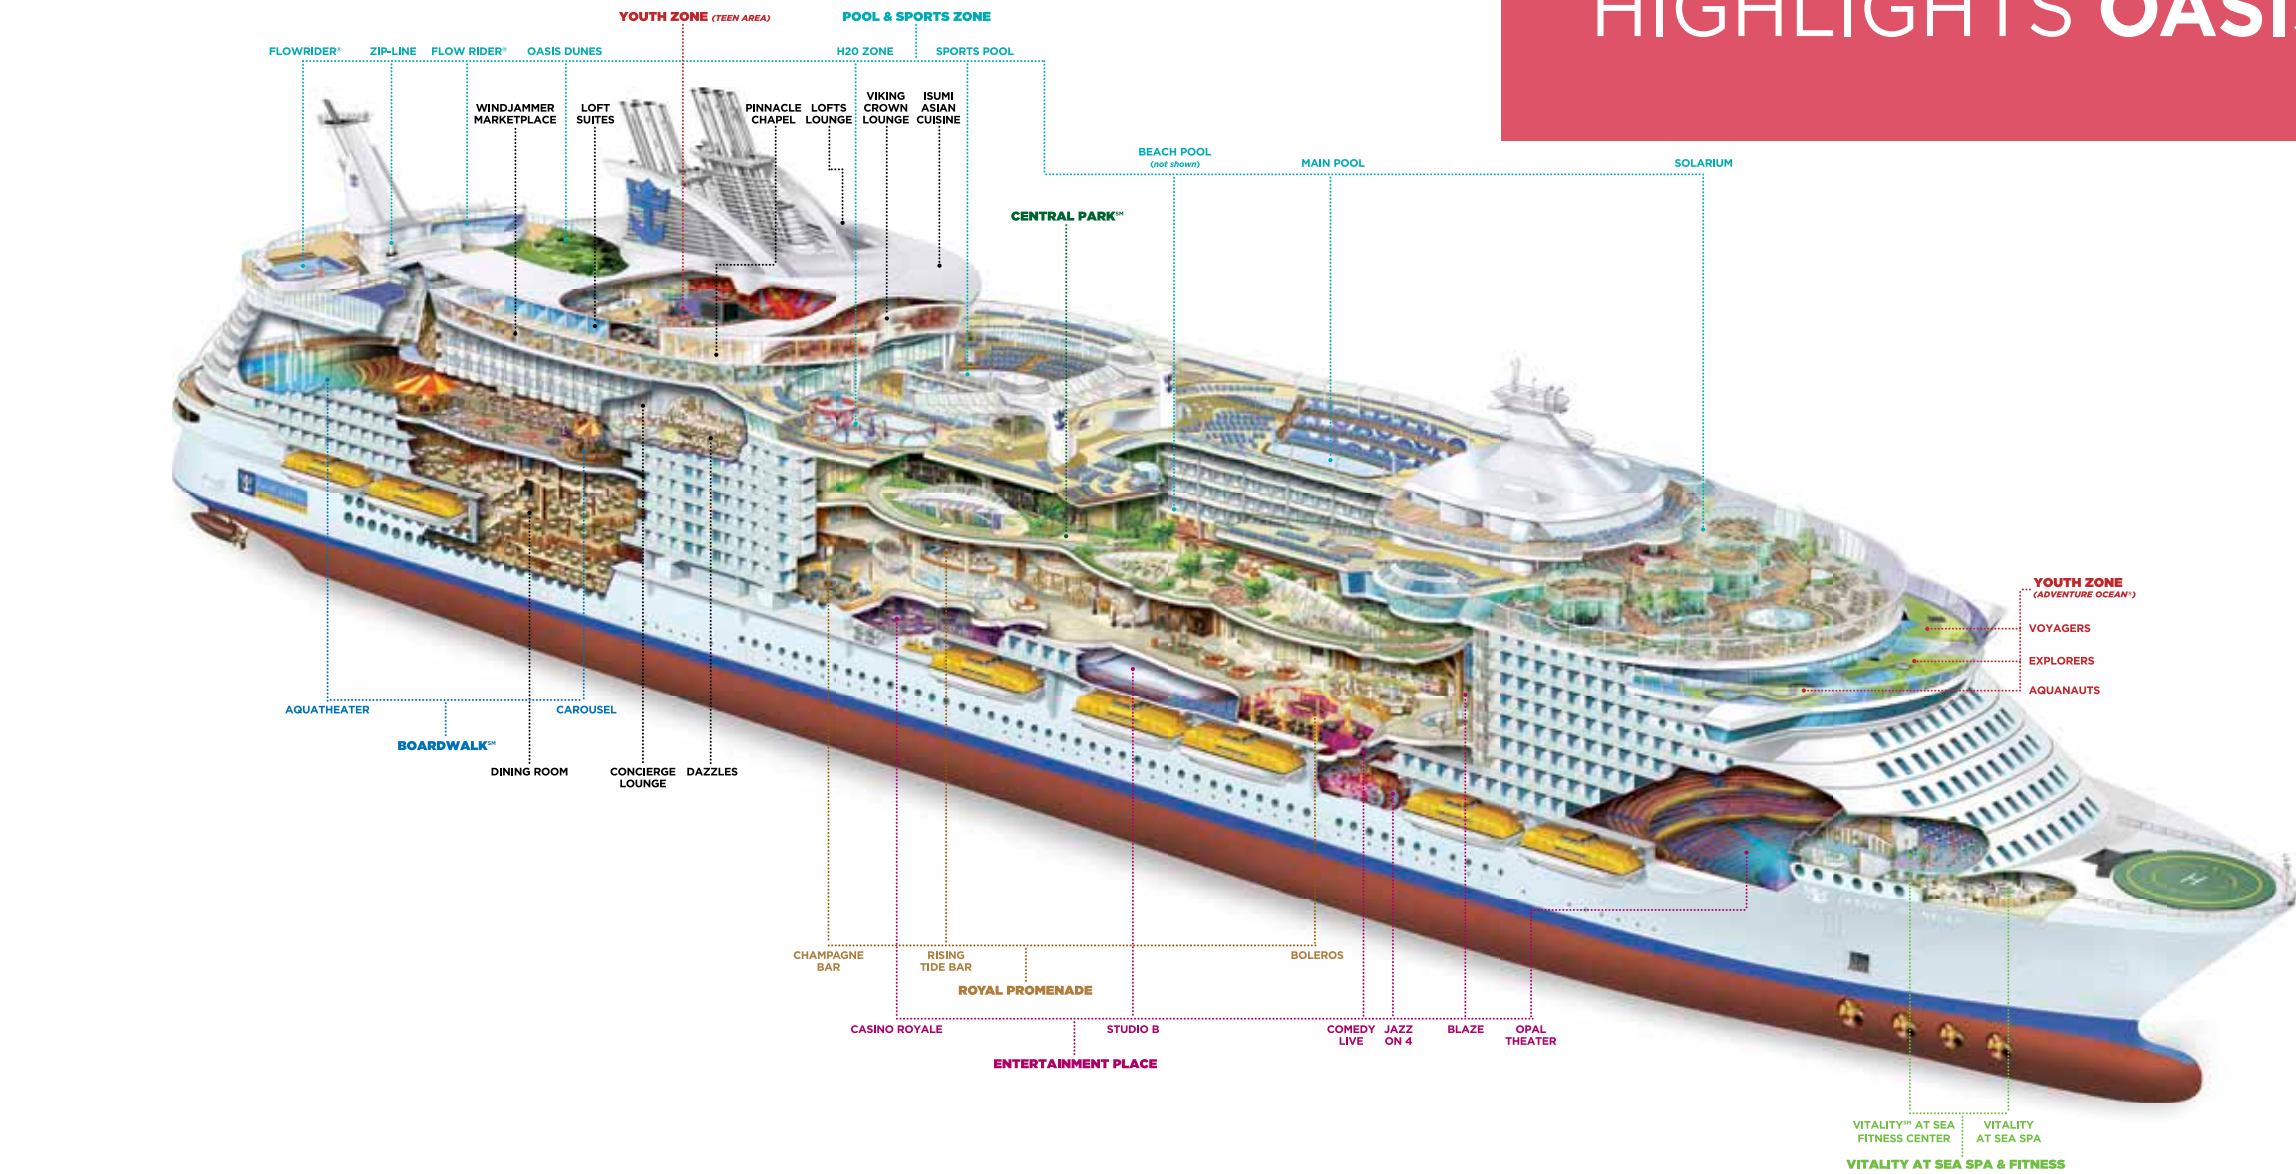 HIGHLIGHTS OASIS
YOUTH ZONE (TEEN AREA)
POOL & SPORTS ZONE
FLOWRIDER®
ZIP-LINE
FLOW RIDER®
OASIS DUNES
H20 ZONE
SPORTS POOL
WINDJAMMER
MARKETPLACE
LOFT
SUITES
PINNACLE
CHAPEL
LOFTS
LOUNGE
VIKING
CROWN
LOUNGE
ISUMI
ASIAN
CUISINE
BEACH POOL
(not shown)
MAIN POOL
SOLARIUM
CENTRAL PARK℠
YOUTH ZONE
(ADVENTURE OCEAN®)
VOYAGERS
EXPLORERS
AQUANAUTS
AQUATHEATER
CAROUSEL
BOARDWALK℠
DINING ROOM
CONCIERGE
LOUNGE
DAZZLES
CHAMPAGNE
BAR
RISING
TIDE BAR
BOLEROS
ROYAL PROMENADE
CASINO ROYALE
STUDIO B
COMEDY
LIVE
JAZZ
ON 4
BLAZE
OPAL
THEATER
ENTERTAINMENT PLACE
H
VITALITY℠ AT SEA
FITNESS CENTER
VITALITY
AT SEA SPA
VITALITY AT SEA SPA & FITNESS